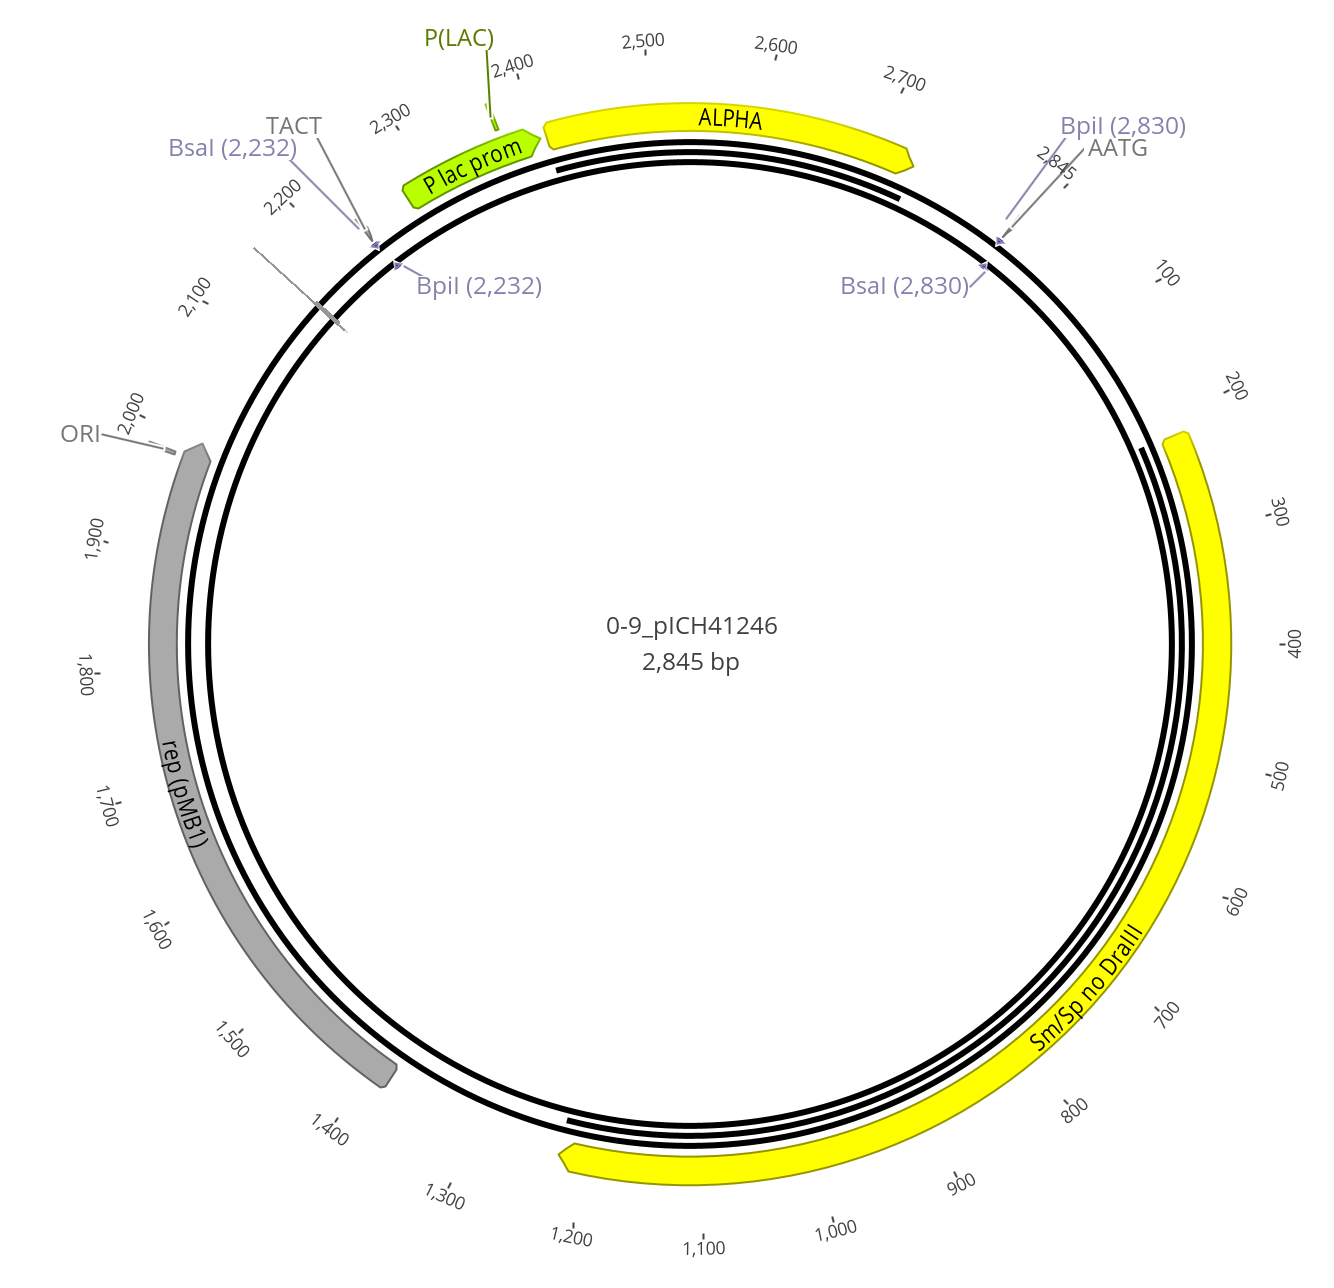 P(LAC)
2,500
2,600
2,400
2,700
ALPHA
2,300
TACT
BsaI (2,232)
P lac prom
BpiI (2,830)
AATG
2,845
2,200
BpiI (2,232)
BsaI (2,830)
100
2,100
200
2,000
ORI
300
1,900
0-9_pICH41246
2,845 bp
400
1,800
rep (pMB1)
500
1,700
600
1,600
Sm/Sp no DraIII
700
1,500
800
1,400
900
1,300
1,000
1,200
1,100